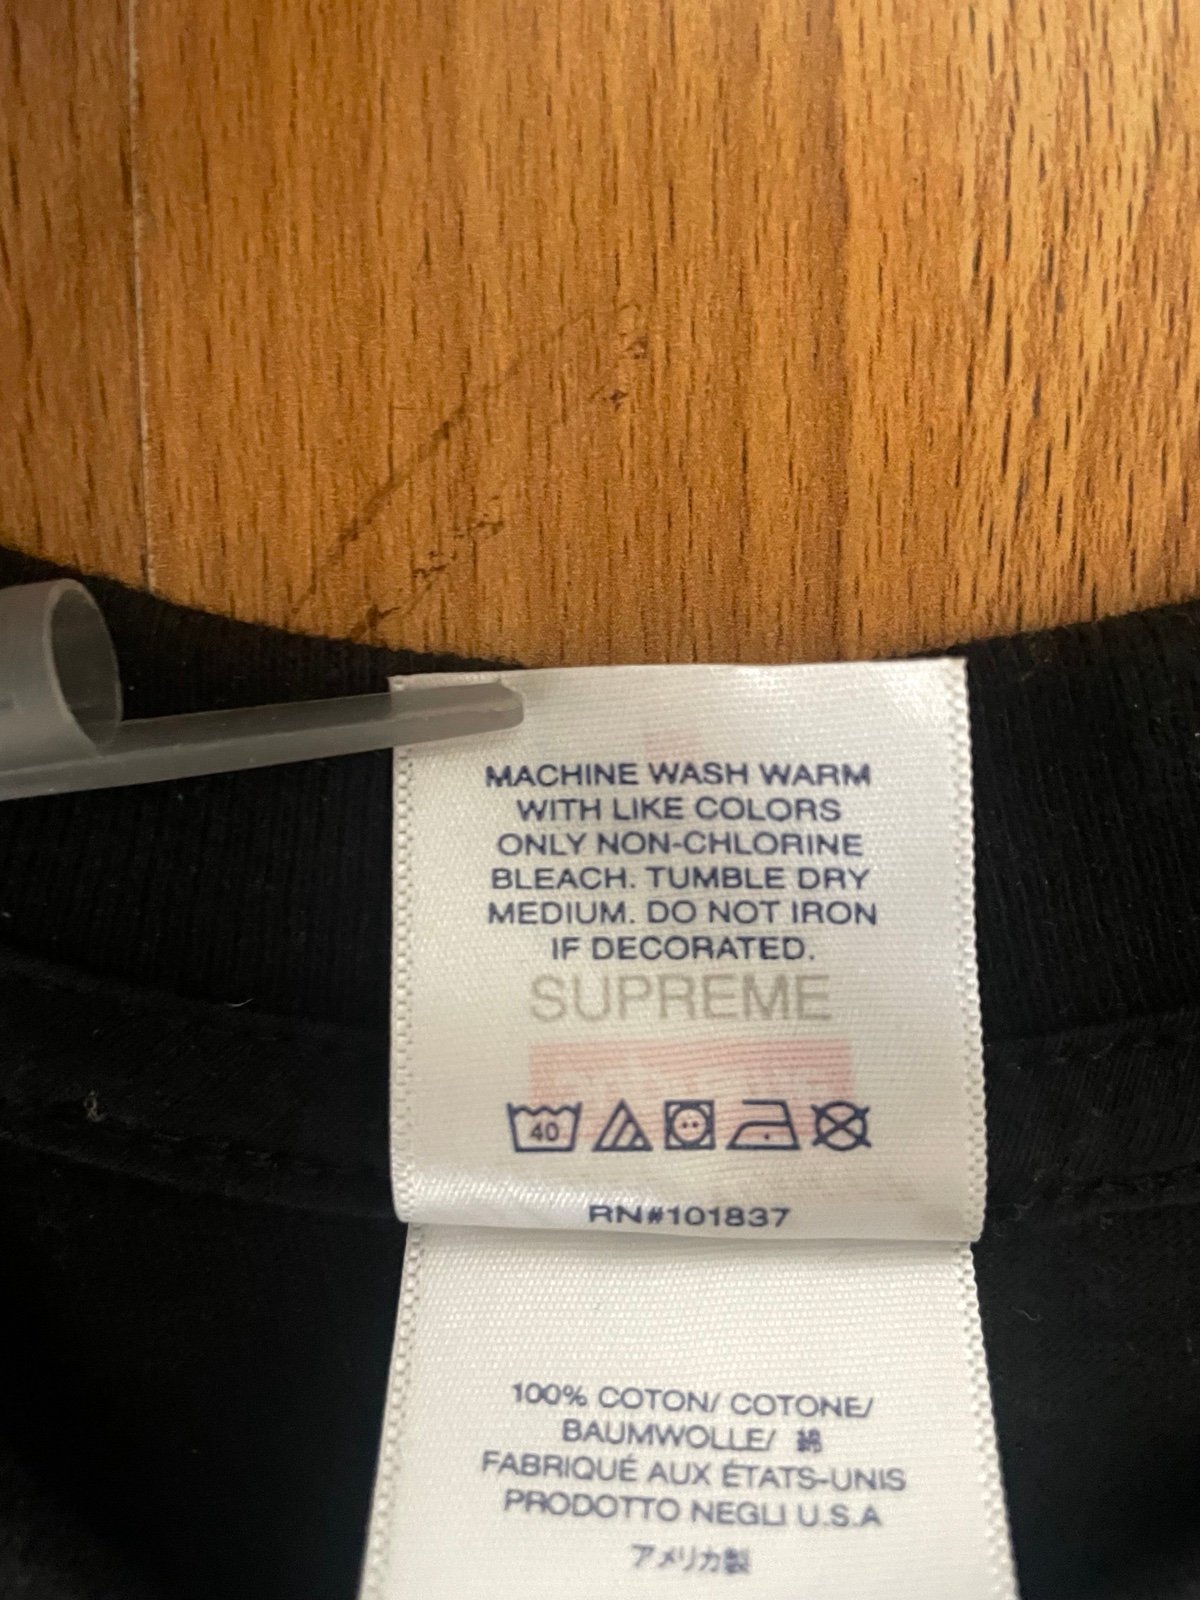 MACHINE WASH WARM
WITH LIKE COLORS
ONLY NON-CHLORINE
BLEACH. TUMBLE DRY
MEDIUM. DO NOT IRON
IF DECORATED.
SUPREME
40
RN#101837
100% COTON/ COTONE/
BAUMWOLLE/ 綿
FABRIQUÉ AUX ÉTATS-UNIS
PRODOTTO NEGLI U.S.A
アメリカ製